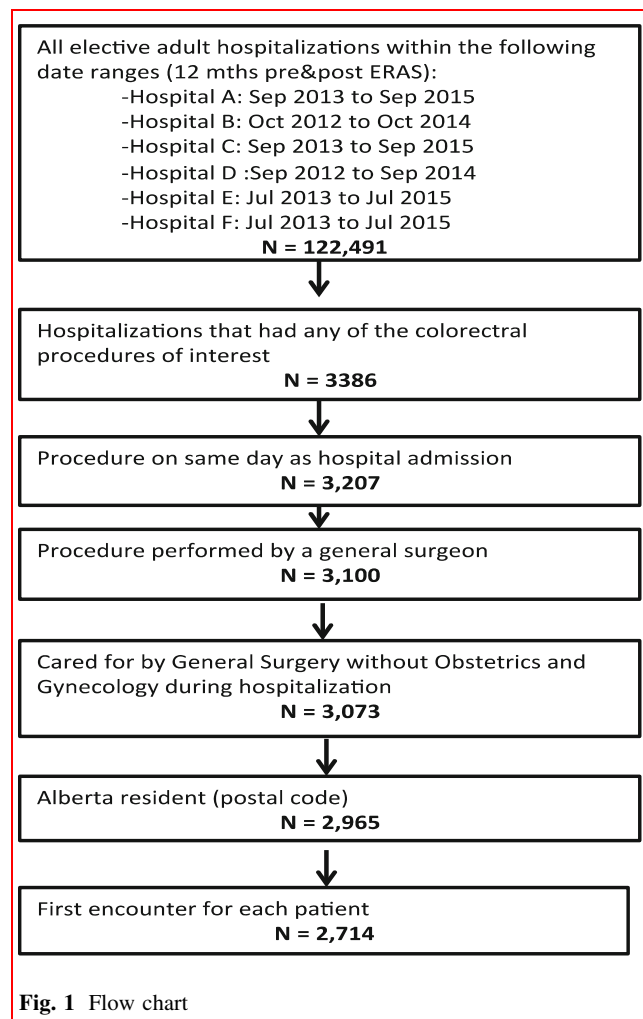 All elective adult hospitalizations within the following
date ranges (12 mths pre&post ERAS):
-Hospital A: Sep 2013 to Sep 2015
-Hospital B: Oct 2012 to Oct 2014
-Hospital C: Sep 2013 to Sep 2015
-Hospital D :Sep 2012 to Sep 2014
-Hospital E: Jul 2013 to Jul 2015
-Hospital F: Jul 2013 to Jul 2015
N = 122,491
Hospitalizations that had any of the colorectral
procedures of interest
N = 3386
Procedure on same day as hospital admission
N = 3,207
Procedure performed by a general surgeon
N = 3,100
Cared for by General Surgery without Obstetrics and
Gynecology during hospitalization
N = 3,073
Alberta resident (postal code)
N = 2,965
First encounter for each patient
N = 2,714
Fig. 1 Flow chart